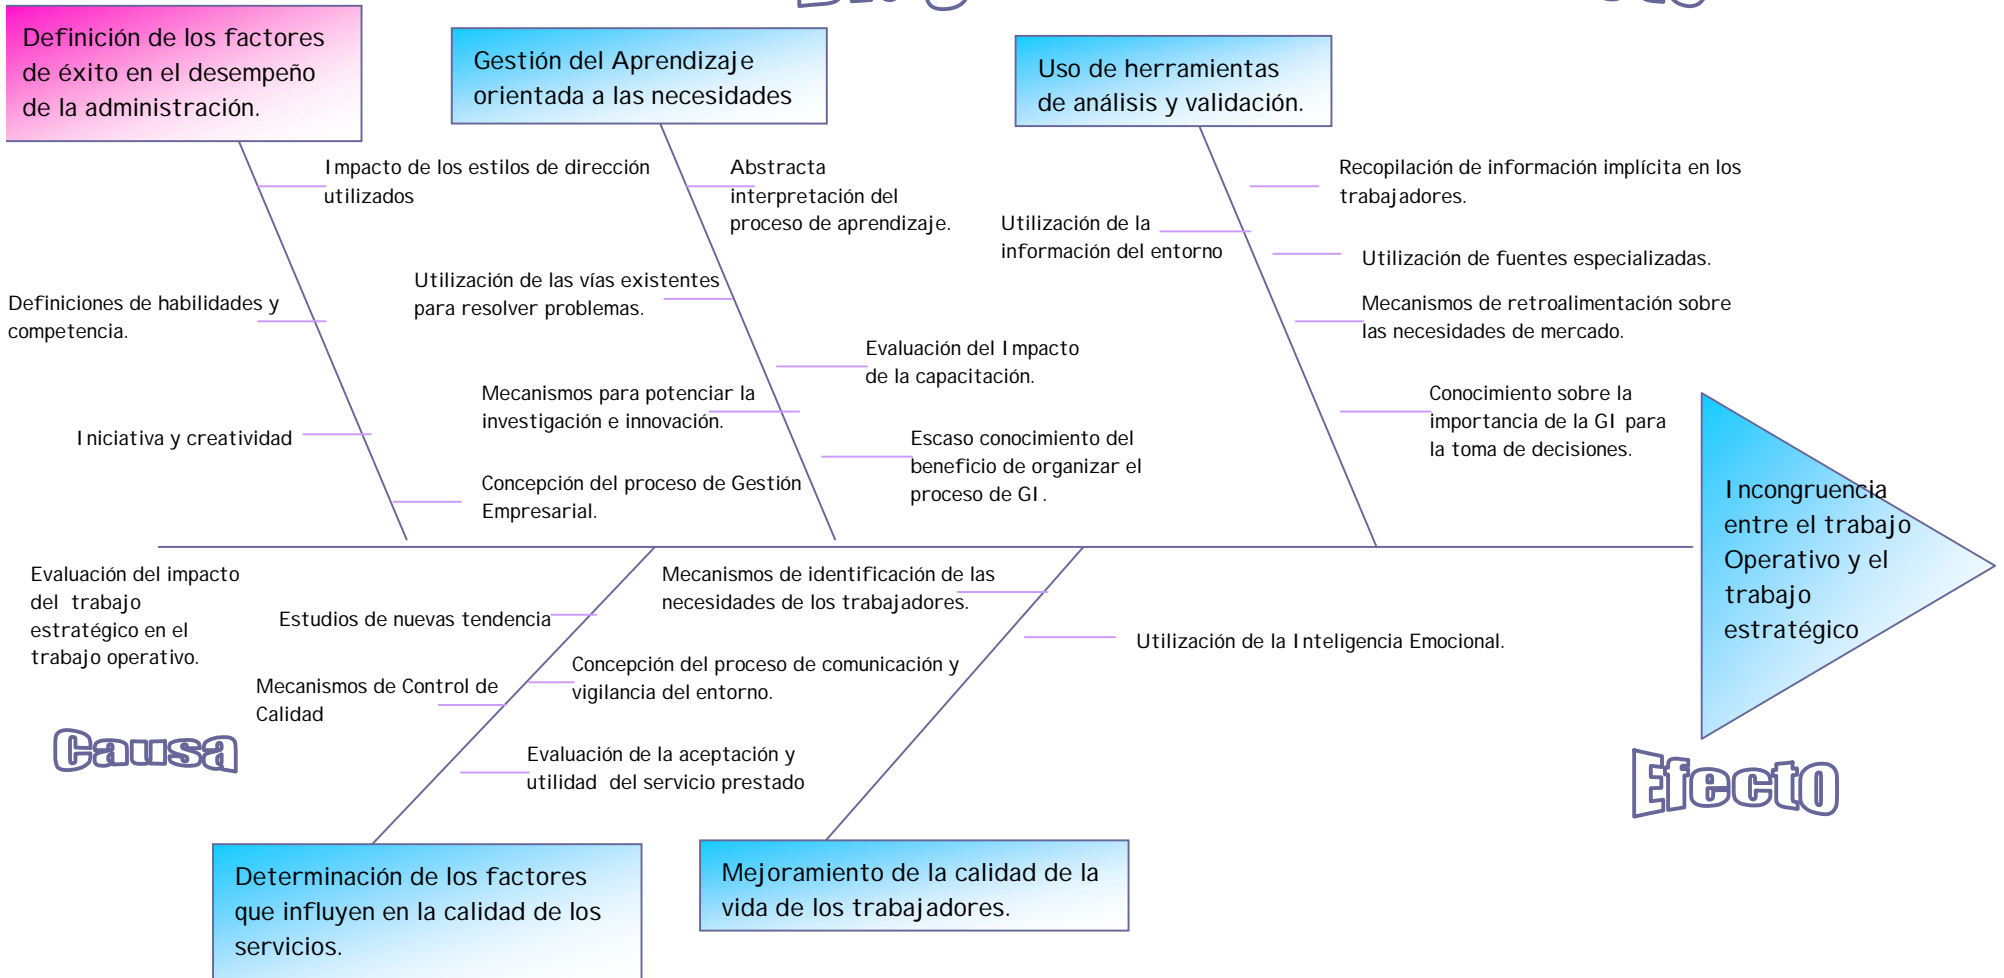 Definición de los factores
de éxito en el desempeño
de la administración.
Gestión del Aprendizaje
orientada a las necesidades
Uso de herramientas
de análisis y validación.
Impacto de los estilos de dirección
utilizados
Definiciones de habilidades y
competencia.
Iniciativa y creatividad
Concepción del proceso de Gestión
Empresarial.
Abstracta
interpretación del
proceso de aprendizaje.
Utilización de las vías existentes
para resolver problemas.
Evaluación del Impacto
de la capacitación.
Mecanismos para potenciar la
investigación e innovación.
Escaso conocimiento del
beneficio de organizar el
proceso de GI.
Recopilación de información implícita en los
trabajadores.
Utilización de la
información del entorno
Utilización de fuentes especializadas.
Mecanismos de retroalimentación sobre
las necesidades de mercado.
Conocimiento sobre la
importancia de la GI para
la toma de decisiones.
Incongruencia
entre el trabajo
Operativo y el
trabajo
estratégico
Evaluación del impacto
del trabajo
estratégico en el
trabajo operativo.
Estudios de nuevas tendencia
Mecanismos de Control de
Calidad
Concepción del proceso de comunicación y
vigilancia del entorno.
Evaluación de la aceptación y
utilidad del servicio prestado
Mecanismos de identificación de las
necesidades de los trabajadores.
Utilización de la Inteligencia Emocional.
Causa
Efecto
Determinación de los factores
que influyen en la calidad de los
servicios.
Mejoramiento de la calidad de la
vida de los trabajadores.